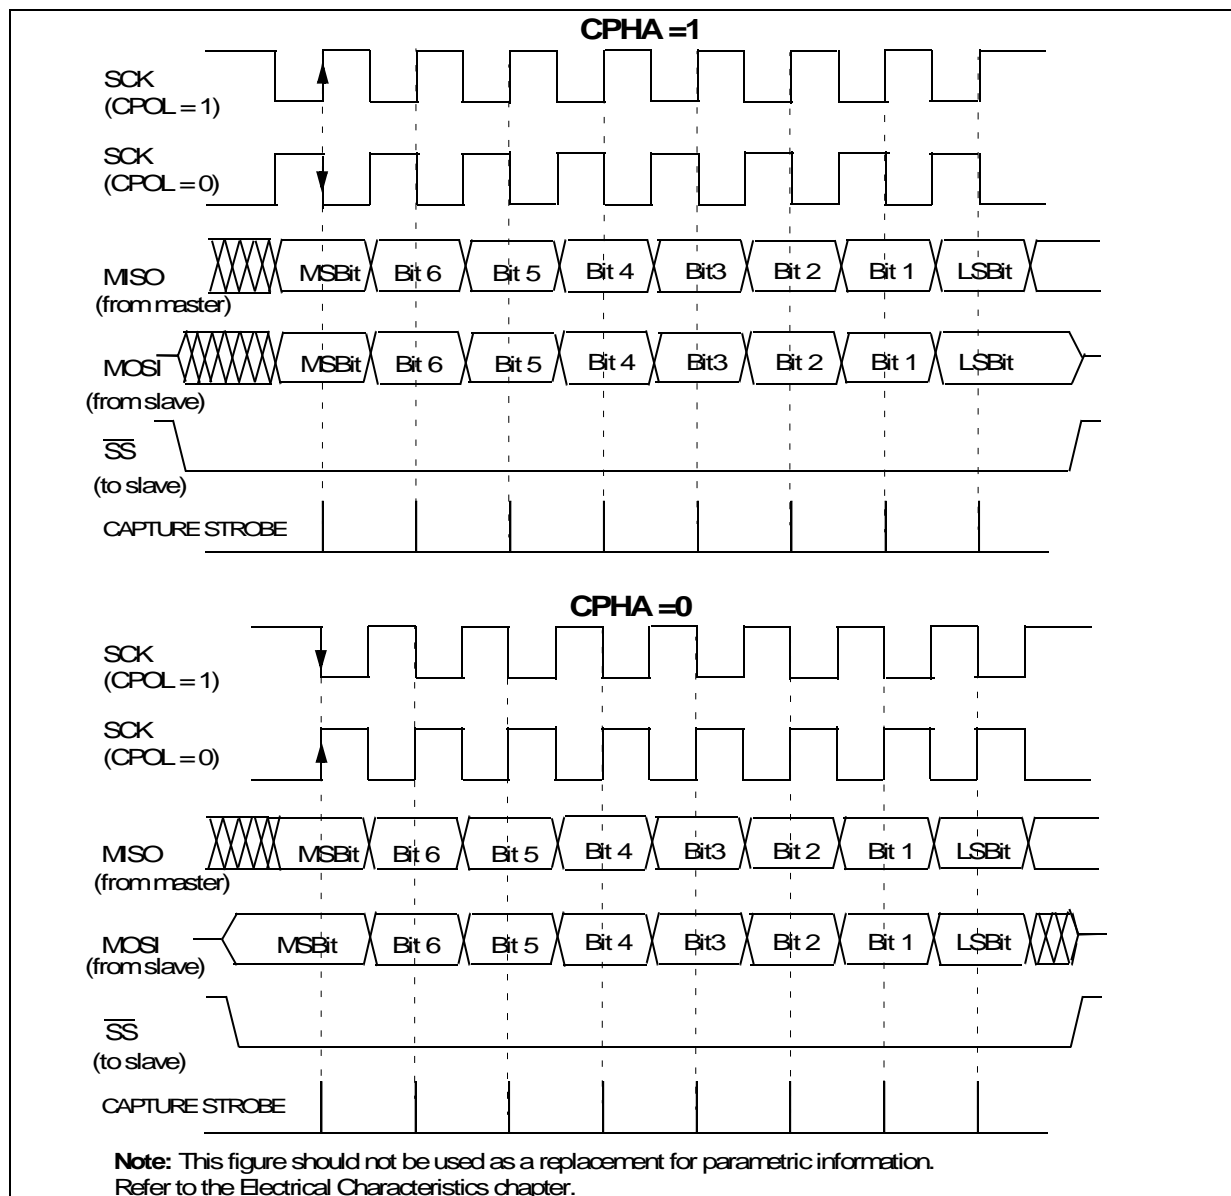 CPHA =1
SCK
(CPOL = 1)
SCK
(CPOL = 0)
MISO
(from master)
MSBit Bit 6 Bit 5 Bit 4 Bit3 Bit 2 Bit 1 LSBit
MOSI
(from slave)
MSBit Bit 6 Bit 5 Bit 4 Bit3 Bit 2 Bit 1 LSBit
SS
(to slave)
CAPTURE STROBE
CPHA =0
SCK
(CPOL = 1)
SCK
(CPOL = 0)
MISO
(from master)
MSBit Bit 6 Bit 5 Bit 4 Bit3 Bit 2 Bit 1 LSBit
MOSI
(from slave)
MSBit Bit 6 Bit 5 Bit 4 Bit3 Bit 2 Bit 1 LSBit
SS
(to slave)
CAPTURE STROBE
Note: This figure should not be used as a replacement for parametric information.
Refer to the Electrical Characteristics chapter.